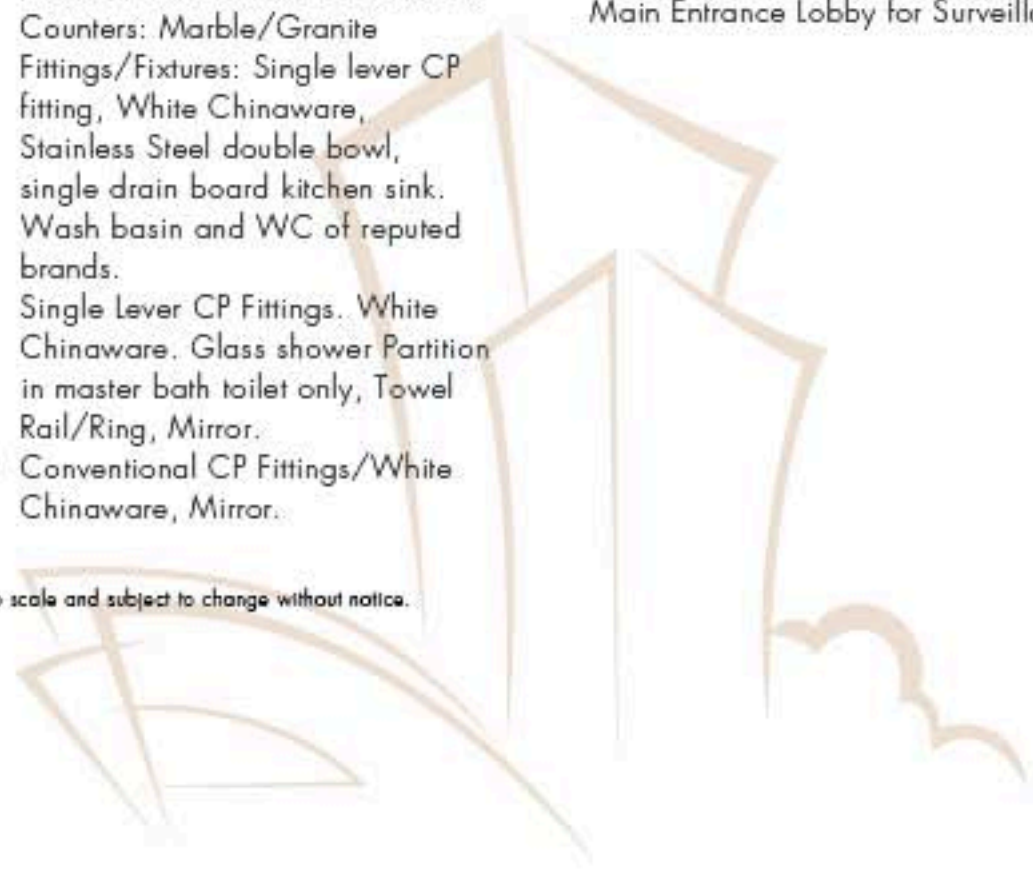 Counters: Marble/Granite
Fittings/Fixtures: Single lever CP
fitting, White Chinaware,
Stainless Steel double bowl,
single drain board kitchen sink.
Wash basin and WC of reputed
brands.
Single Lever CP Fittings. White
Chinaware. Glass shower Partition
in master bath toilet only, Towel
Rail/Ring, Mirror.
Conventional CP Fittings/White
Chinaware, Mirror.
scale and subject to change without notice.
Main Entrance Lobby for